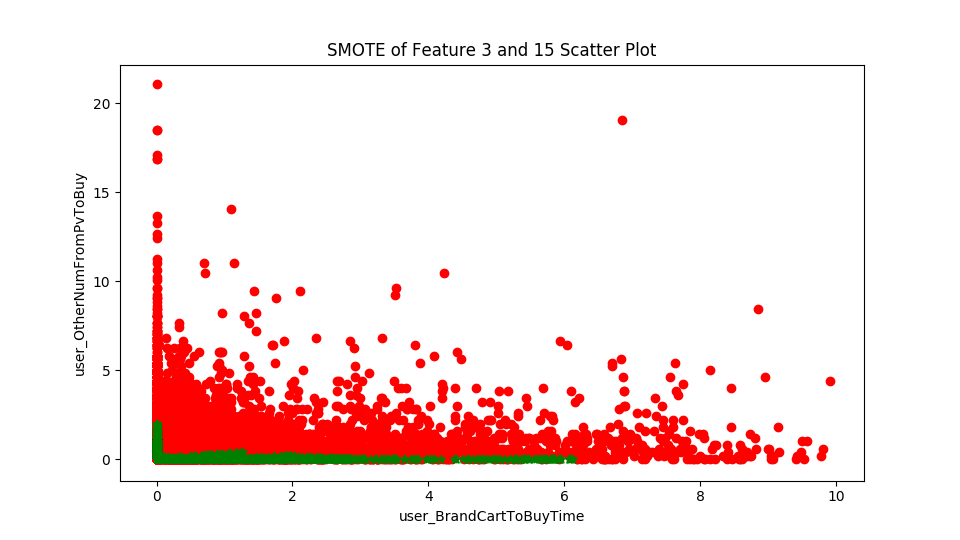 SMOTE of Feature 3 and 15 Scatter Plot
20
15
10
5
0
user_OtherNumFromPvToBuy
0 2 4 6 8 10
user_BrandCartToBuyTime